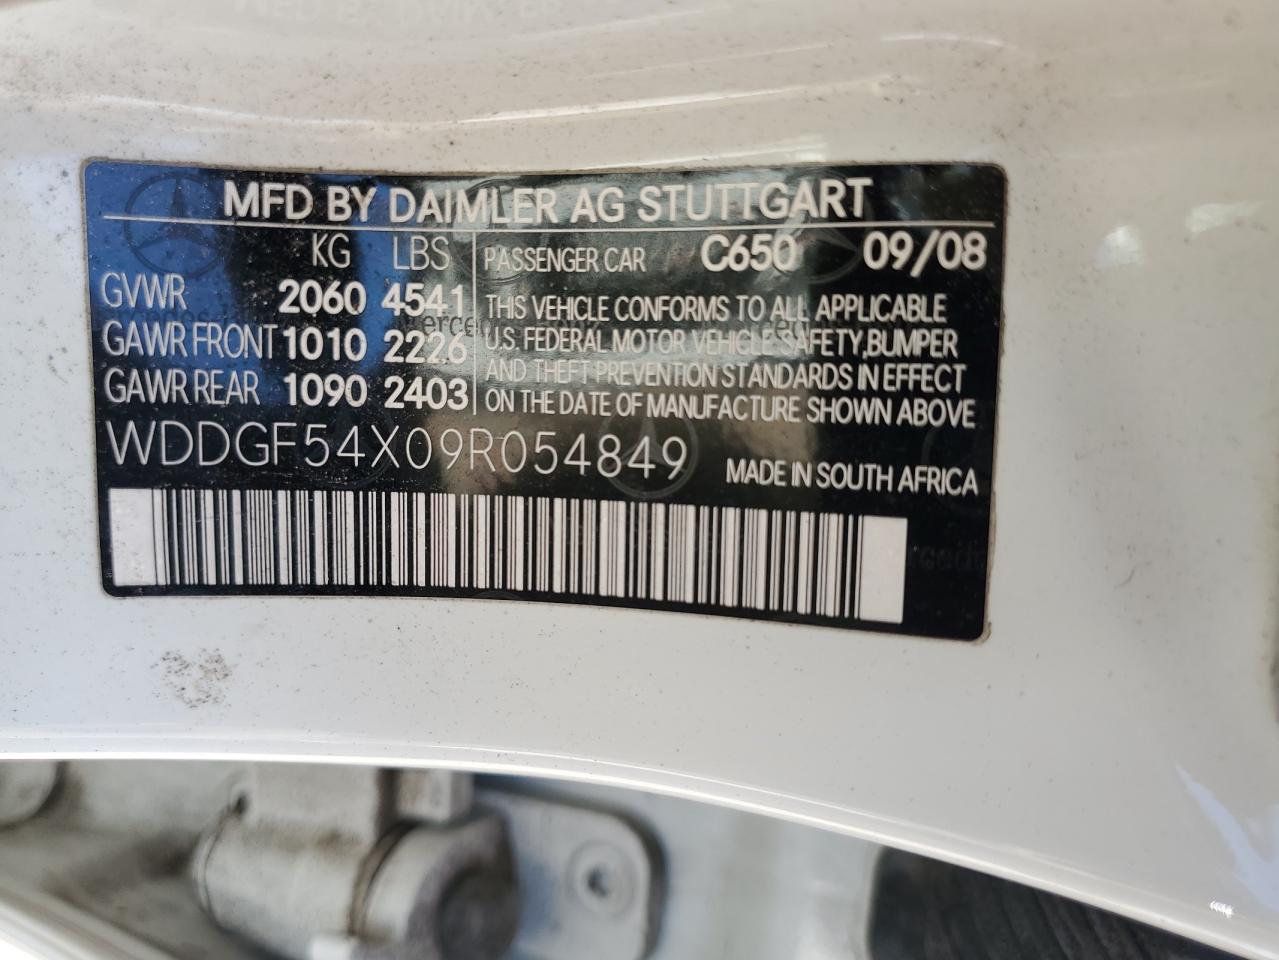 MFD BY DAIMLER AG STUTTGART
KG LBS PASSENGER CAR C650 09/08
GVWR 2060 4541 THIS VEHICLE CONFORMS TO ALL APPLICABLE
GAWR FRONT 1010 2226 U.S. FEDERAL MOTOR VEHICLE SAFETY,BUMPER
GAWR REAR 1090 2403 AND THEFT PREVENTION STANDARDS IN EFFECT
ON THE DATE OF MANUFACTURE SHOWN ABOVE
WDDGF54X09R054849 MADE IN SOUTH AFRICA